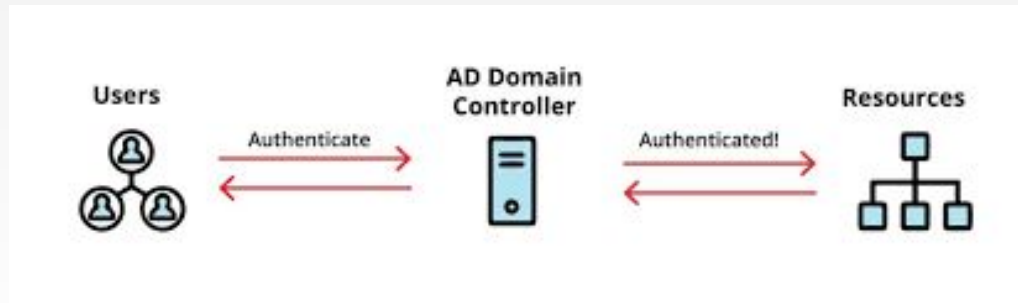 Users
Authenticate
AD Domain
Controller
Authenticated!
Resources